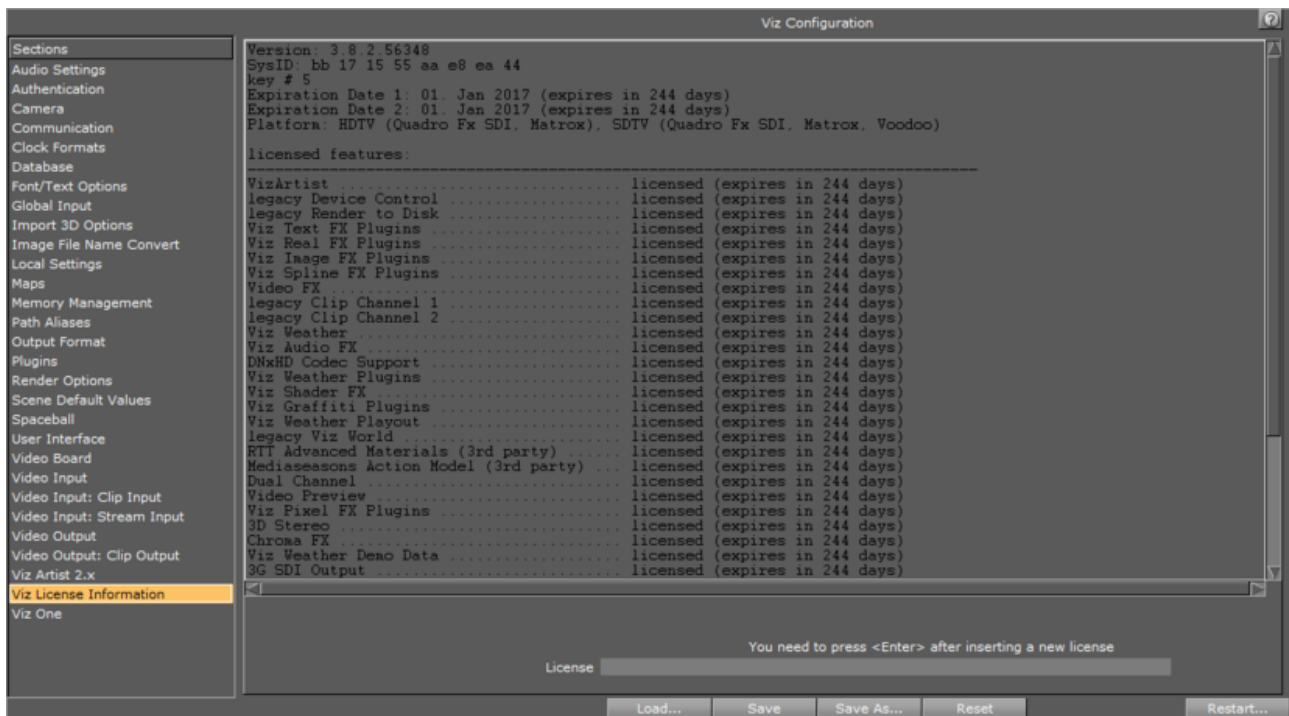 Viz Configuration
Sections
Audio Settings
Authentication
Camera
Communication
Clock Formats
Database
Font/Text Options
Global Input
Import 3D Options
Image File Name Convert
Local Settings
Maps
Memory Management
Path Aliases
Output Format
Plugins
Render Options
Scene Default Values
Spaceball
User Interface
Video Board
Video Input
Video Input: Clip Input
Video Input: Stream Input
Video Output
Video Output: Clip Output
Viz Artist 2.x
Viz License Information
Viz One
Version: 3.8.2.56348
SysID: bb 17 15 55 aa e8 ea 44
key # 5
Expiration Date 1: 01. Jan 2017 (expires in 244 days)
Expiration Date 2: 01. Jan 2017 (expires in 244 days)
Platform: HDTV (Quadro Fx SDI, Matrox), SDTV (Quadro Fx SDI, Matrox, Voodoo)
licensed features:
VizArtist .............................. licensed (expires in 244 days)
legacy Device Control .................. licensed (expires in 244 days)
legacy Render to Disk .................. licensed (expires in 244 days)
Viz Text FX Plugins .................... licensed (expires in 244 days)
Viz Real FX Plugins .................... licensed (expires in 244 days)
Viz Image FX Plugins ................... licensed (expires in 244 days)
Viz Spline FX Plugins .................. licensed (expires in 244 days)
Video FX ............................... licensed (expires in 244 days)
legacy Clip Channel 1 .................. licensed (expires in 244 days)
legacy Clip Channel 2 .................. licensed (expires in 244 days)
Viz Weather ............................ licensed (expires in 244 days)
Viz Audio FX ........................... licensed (expires in 244 days)
DNxHD Codec Support .................... licensed (expires in 244 days)
Viz Weather Plugins .................... licensed (expires in 244 days)
Viz Shader FX .......................... licensed (expires in 244 days)
Viz Graffiti Plugins ................... licensed (expires in 244 days)
Viz Weather Playout .................... licensed (expires in 244 days)
legacy Viz World ....................... licensed (expires in 244 days)
RTT Advanced Materials (3rd party) ..... licensed (expires in 244 days)
Mediaseasons Action Model (3rd party) ... licensed (expires in 244 days)
Dual Channel ........................... licensed (expires in 244 days)
Video Preview .......................... licensed (expires in 244 days)
Viz Pixel FX Plugins ................... licensed (expires in 244 days)
3D Stereo .............................. licensed (expires in 244 days)
Chroma FX .............................. licensed (expires in 244 days)
Viz Weather Demo Data .................. licensed (expires in 244 days)
3G SDI Output .......................... licensed (expires in 244 days)
You need to press <Enter> after inserting a new license
License
Load... Save Save As... Reset Restart...